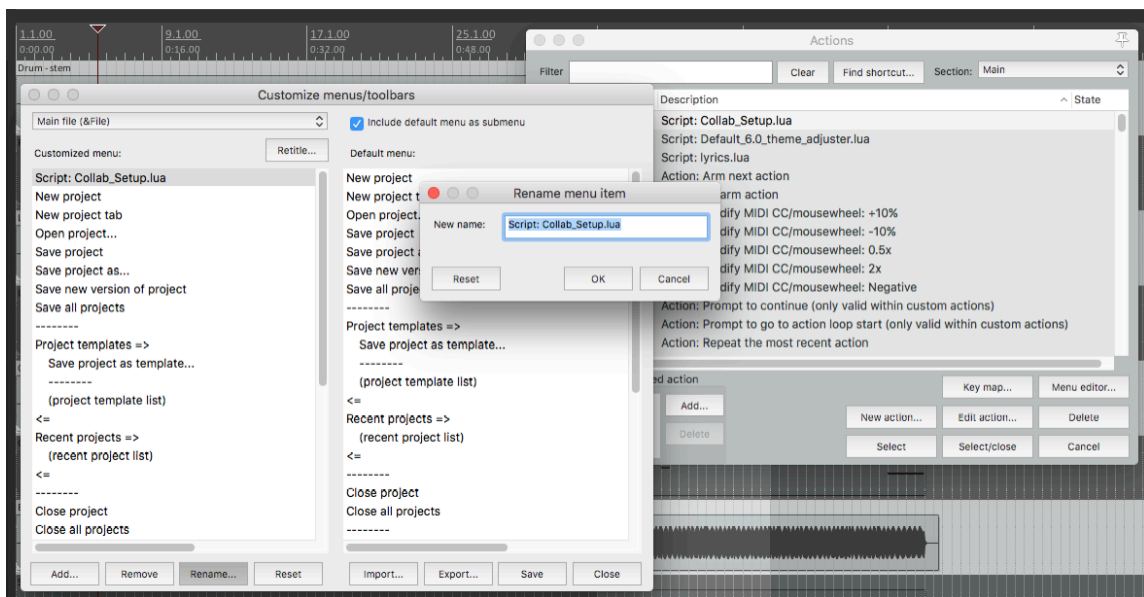 1.1.00
9.1.00
17.1.00
25.1.00
0:00.00
0:16.00
0:32.00
0:48.00
Drum - stem
Actions
Filter
Clear
Find shortcut...
Section:
Main
Description
State
Script: Collab_Setup.lua
Script: Default_6.0_theme_adjuster.lua
Script: lyrics.lua
Action: Arm next action
arm action
dify MIDI CC/mousewheel: +10%
dify MIDI CC/mousewheel: -10%
dify MIDI CC/mousewheel: 0.5x
dify MIDI CC/mousewheel: 2x
dify MIDI CC/mousewheel: Negative
Action: Prompt to continue (only valid within custom actions)
Action: Prompt to go to action loop start (only valid within custom actions)
Action: Repeat the most recent action
ed action
Add...
Delete
Key map...
Menu editor...
New action...
Edit action...
Delete
Select
Select/close
Cancel
Customize menus/toolbars
Main file (&File)
Include default menu as submenu
Customized menu:
Retitle...
Default menu:
Script: Collab_Setup.lua
New project
New project tab
Open project...
Save project
Save project as...
Save new version of project
Save all projects
--------
Project templates =>
Save project as template...
--------
(project template list)
<=
Recent projects =>
(recent project list)
<=
--------
Close project
Close all projects
New project
New project t
Open project.
Save project
Save project
Save new ver
Save all proje
--------
Project templates =>
Save project as template...
--------
(project template list)
<=
Recent projects =>
(recent project list)
<=
--------
Close project
Close all projects
--------
Add...
Remove
Rename...
Reset
Import...
Export...
Save
Close
Rename menu item
New name:
Script: Collab_Setup.lua
Reset
OK
Cancel